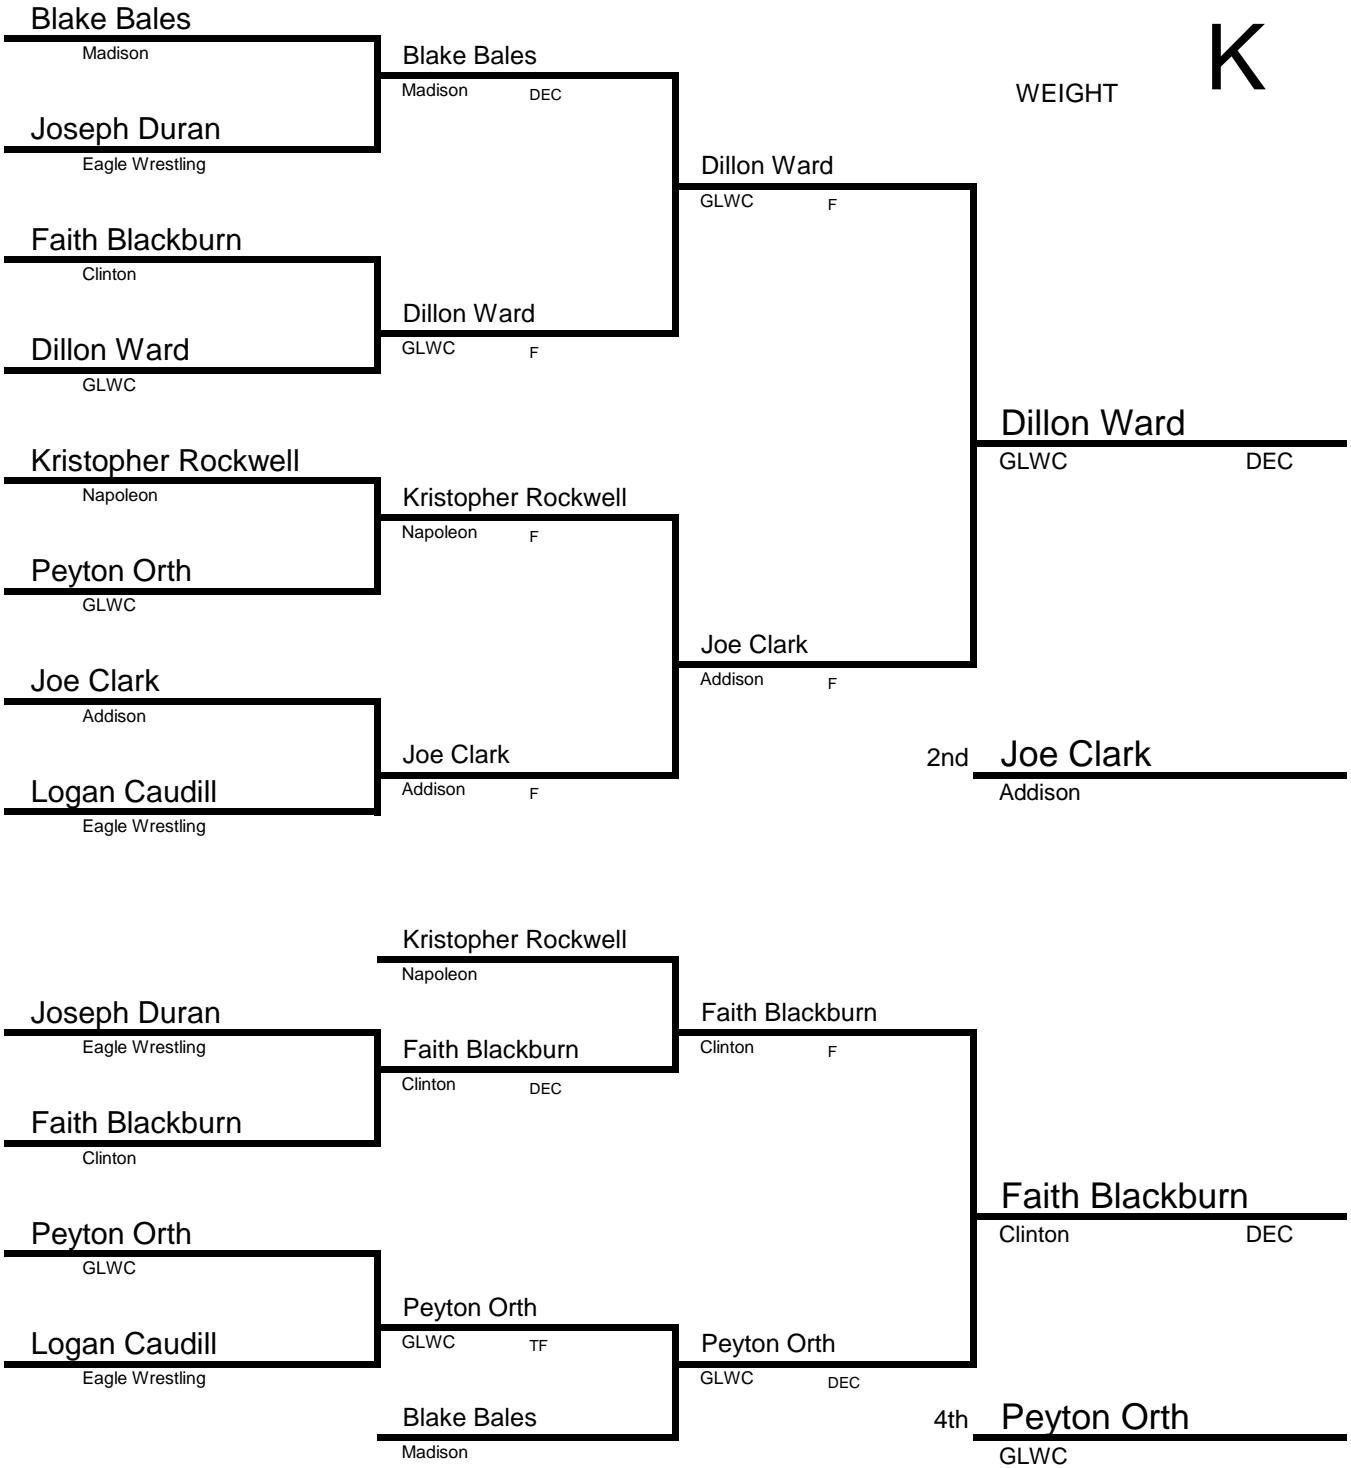 Blake Bales
Madison
Joseph Duran
Eagle Wrestling
Faith Blackburn
Clinton
Dillon Ward
GLWC
Kristopher Rockwell
Napoleon
Peyton Orth
GLWC
Joe Clark
Addison
Logan Caudill
Eagle Wrestling
Blake Bales
Madison DEC
Dillon Ward
GLWC F
Kristopher Rockwell
Napoleon F
Joe Clark
Addison F
Dillon Ward
GLWC F
Joe Clark
Addison F
WEIGHT K
Dillon Ward
GLWC DEC
2nd Joe Clark
Addison
Joseph Duran
Eagle Wrestling
Faith Blackburn
Clinton
Peyton Orth
GLWC
Logan Caudill
Eagle Wrestling
Kristopher Rockwell
Napoleon
Faith Blackburn
Clinton DEC
Peyton Orth
GLWC TF
Blake Bales
Madison
Faith Blackburn
Clinton F
Peyton Orth
GLWC DEC
Faith Blackburn
Clinton DEC
4th Peyton Orth
GLWC